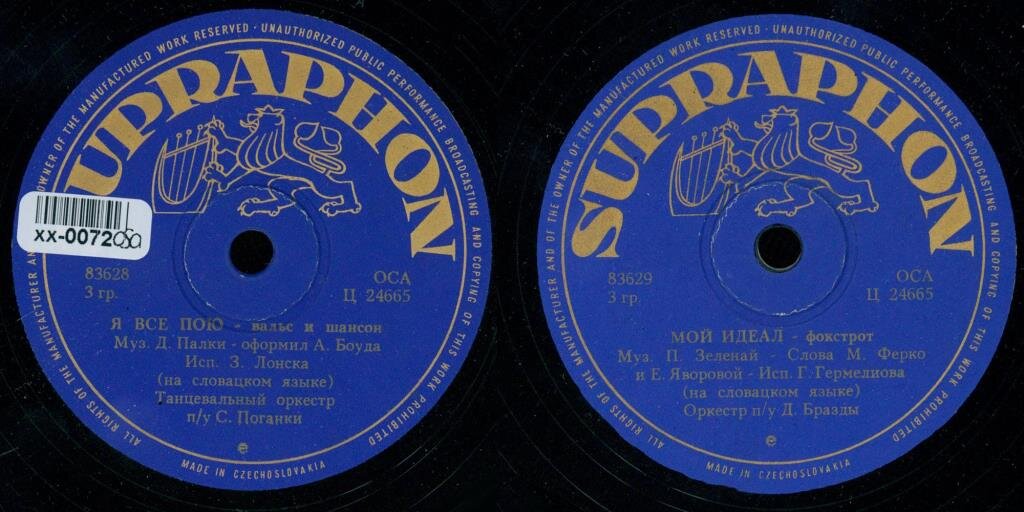 ALL RIGHTS OF THE MANUFACTURER AND OF THE OWNER OF THE MANUFACTURED WORK RESERVED · UNAUTHORIZED PUBLIC PERFORMANCE BROADCASTING AND COPYING OF THIS WORK PROHIBITED
UPRAPHON
XX-0072
83628
3 гр.
ОСА
Ц 24665
Я ВСЕ ПОЮ - вальс и шансон
Муз. Д. Палки - оформил А. Боуда
Исп. З. Лонска
(на словацком языке)
Танцевальный оркестр
п/у С. Поганки
e
MADE IN CZECHOSLOVAKIA
ALL RIGHTS OF THE MANUFACTURER AND OF THE OWNER OF THE MANUFACTURED WORK RESERVED · UNAUTHORIZED PUBLIC PERFORMANCE BROADCASTING AND COPYING OF THIS WORK PROHIBITED
SUPRAPHON
83629
3 гр.
ОСА
Ц 24665
МОЙ ИДЕАЛ - фокстрот
Муз. П. Зеленай - Слова М. Ферко
и Е. Яворовой - Исп. Г. Гермелиова
(на словацком языке)
Оркестр п/у Д. Бразды
e
MADE IN CZECHOSLOVAKIA